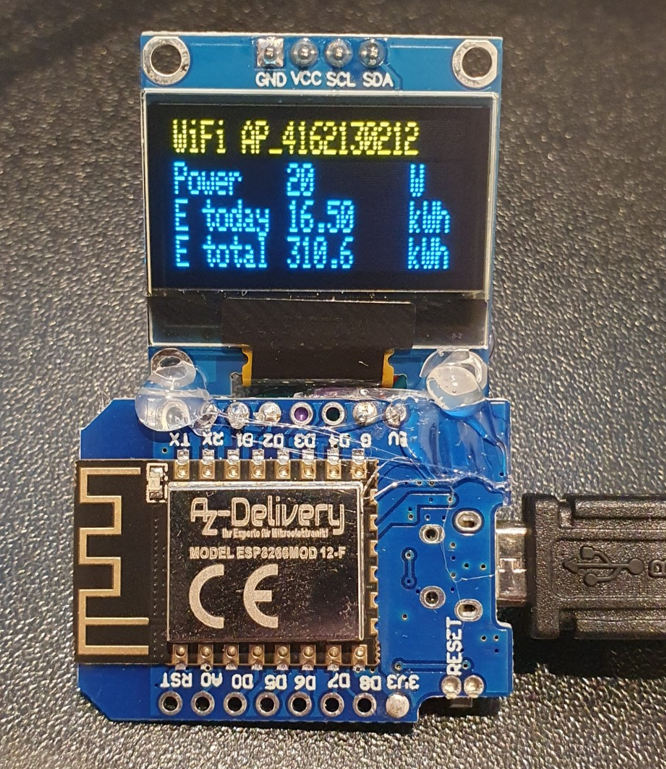 GND VCC SCL SDA
WiFi AP_4162130212
Power 20 W
E today 16.50 kWh
E total 310.6 kWh
TX RX D1 D2 D3 D4 G 5V
AZ-Delivery
Ihr Experte für Mikroelektronik!
MODEL ESP8266MOD 12-F
CE
RESET
RST A0 D0 D5 D6 D7 D8 3V3